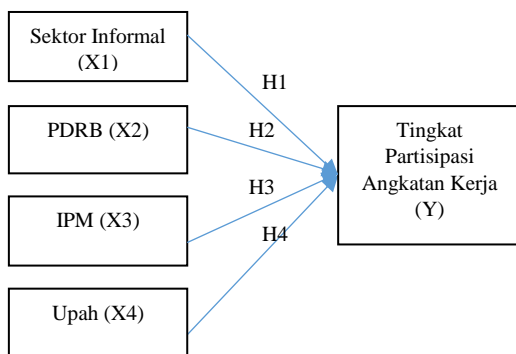 Sektor Informal
(X1)
H1
PDRB (X2)
H2
Tingkat
Partisipasi
Angkatan Kerja
(Y)
IPM (X3)
H3
H4
Upah (X4)